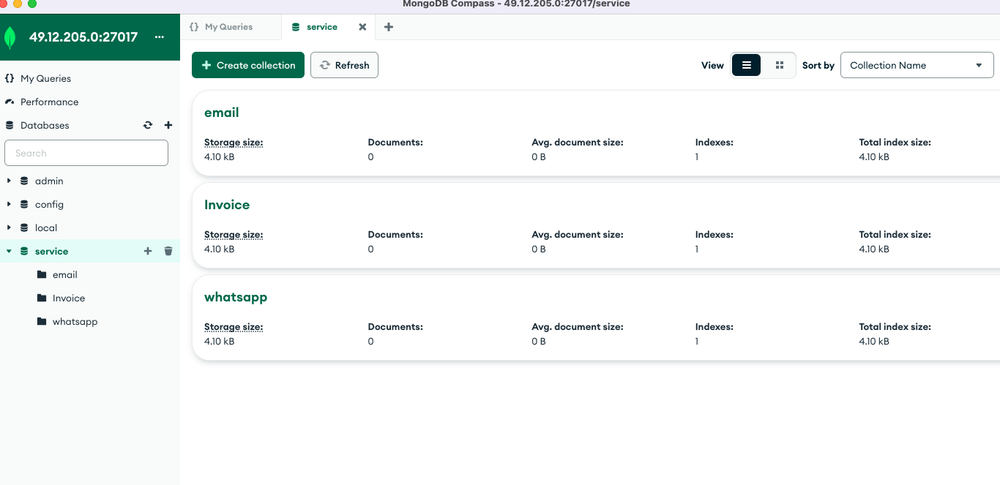 MongoDB Compass - 49.12.205.0:27017/service
49.12.205.0:27017 ...
{} My Queries
service
Create collection
Refresh
View
Sort by
Collection Name
My Queries
Performance
Databases
Search
admin
config
local
service
email
Invoice
whatsapp
email
Storage size: Documents: Avg. document size: Indexes: Total index size:
4.10 kB 0 0 B 1 4.10 kB
Invoice
Storage size: Documents: Avg. document size: Indexes: Total index size:
4.10 kB 0 0 B 1 4.10 kB
whatsapp
Storage size: Documents: Avg. document size: Indexes: Total index size:
4.10 kB 0 0 B 1 4.10 kB